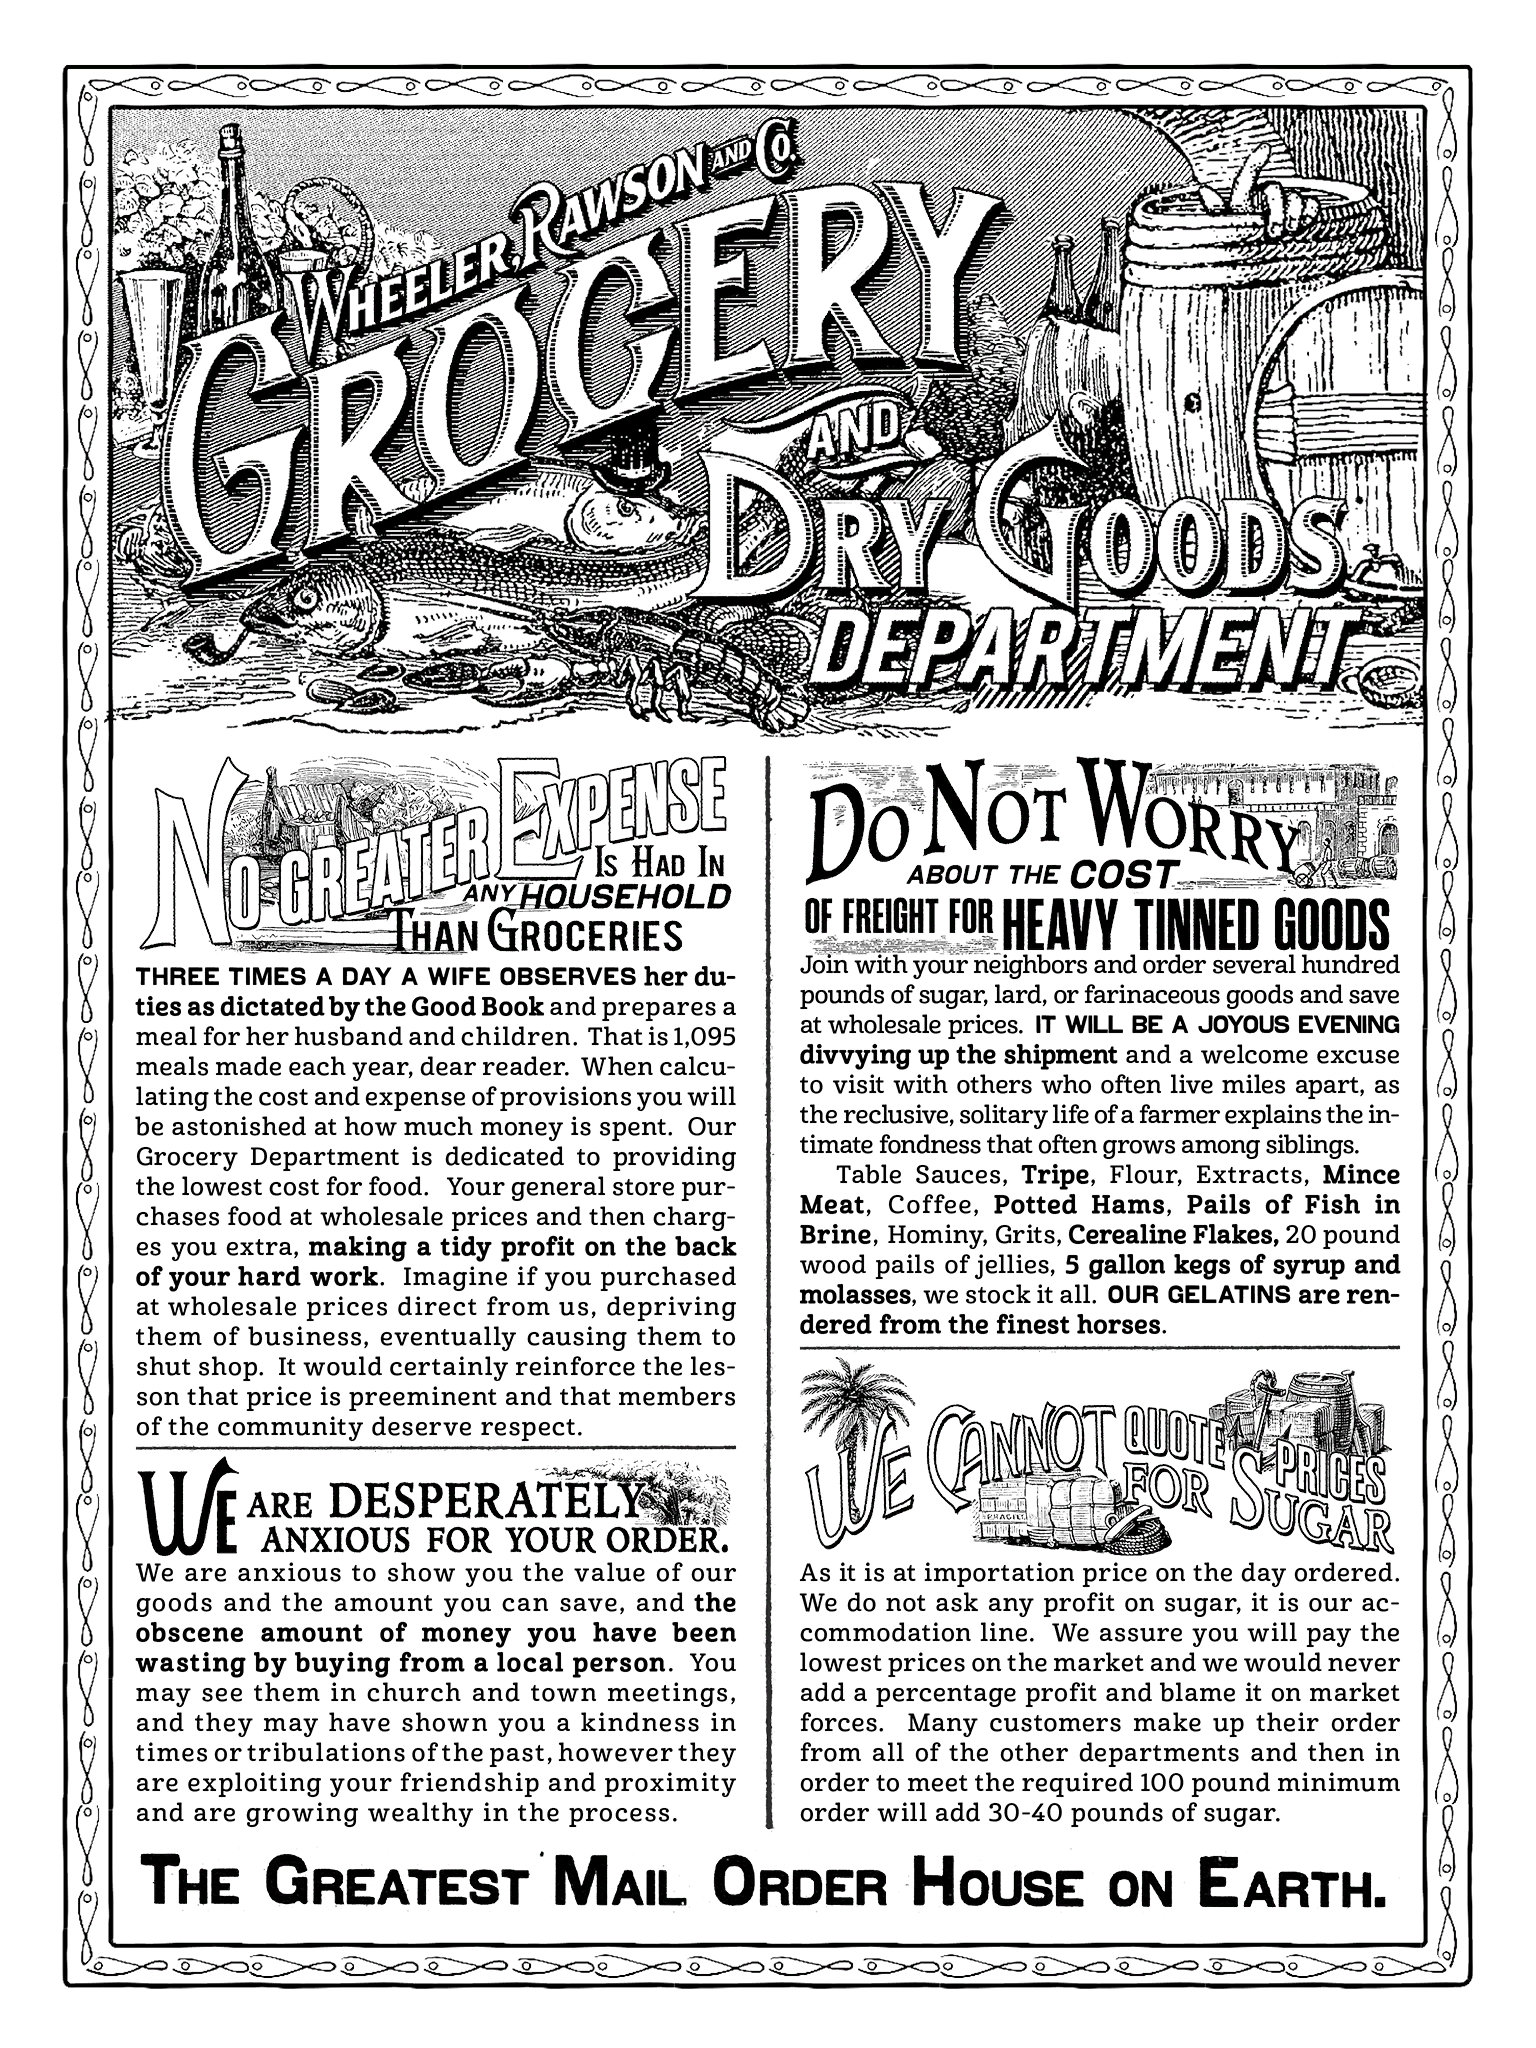 WHEELER, RAWSON AND CO.
GROCERY
AND
DRY GOODS
DEPARTMENT
NO GREATER EXPENSE
IS HAD IN
ANY HOUSEHOLD
THAN GROCERIES
THREE TIMES A DAY A WIFE OBSERVES her du-
ties as dictated by the Good Book and prepares a
meal for her husband and children. That is 1,095
meals made each year, dear reader. When calcu-
lating the cost and expense of provisions you will
be astonished at how much money is spent. Our
Grocery Department is dedicated to providing
the lowest cost for food. Your general store pur-
chases food at wholesale prices and then charg-
es you extra, making a tidy profit on the back
of your hard work. Imagine if you purchased
at wholesale prices direct from us, depriving
them of business, eventually causing them to
shut shop. It would certainly reinforce the les-
son that price is preeminent and that members
of the community deserve respect.
WE ARE DESPERATELY
ANXIOUS FOR YOUR ORDER.
We are anxious to show you the value of our
goods and the amount you can save, and the
obscene amount of money you have been
wasting by buying from a local person. You
may see them in church and town meetings,
and they may have shown you a kindness in
times or tribulations of the past, however they
are exploiting your friendship and proximity
and are growing wealthy in the process.
DO NOT WORRY
ABOUT THE COST
OF FREIGHT FOR HEAVY TINNED GOODS
Join with your neighbors and order several hundred
pounds of sugar, lard, or farinaceous goods and save
at wholesale prices. IT WILL BE A JOYOUS EVENING
divvying up the shipment and a welcome excuse
to visit with others who often live miles apart, as
the reclusive, solitary life of a farmer explains the in-
timate fondness that often grows among siblings.
Table Sauces, Tripe, Flour, Extracts, Mince
Meat, Coffee, Potted Hams, Pails of Fish in
Brine, Hominy, Grits, Cerealine Flakes, 20 pound
wood pails of jellies, 5 gallon kegs of syrup and
molasses, we stock it all. OUR GELATINS are ren-
dered from the finest horses.
WE CANNOT QUOTE PRICES
FOR SUGAR
FRAGILE
As it is at importation price on the day ordered.
We do not ask any profit on sugar, it is our ac-
commodation line. We assure you will pay the
lowest prices on the market and we would never
add a percentage profit and blame it on market
forces. Many customers make up their order
from all of the other departments and then in
order to meet the required 100 pound minimum
order will add 30-40 pounds of sugar.
THE GREATEST MAIL ORDER HOUSE ON EARTH.